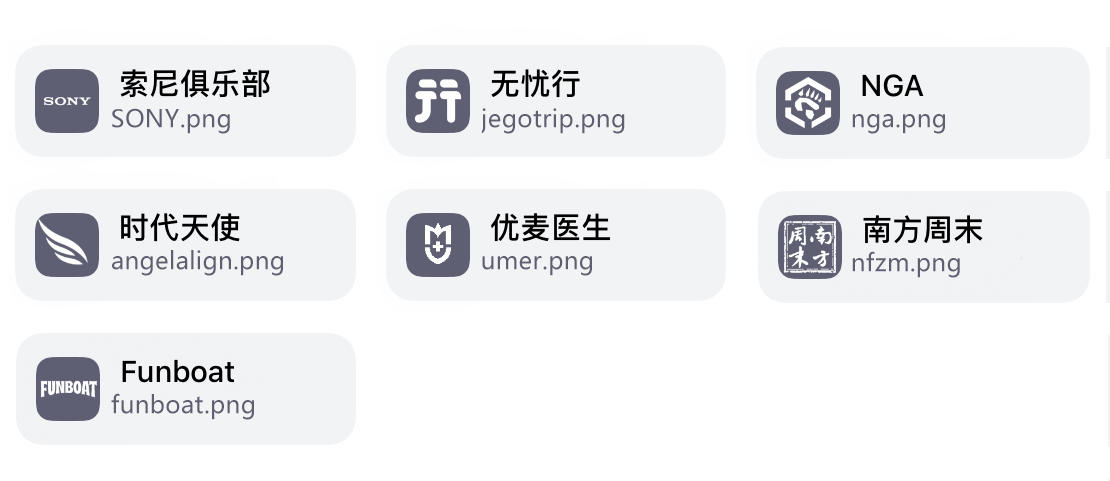 SONY
索尼俱乐部
SONY.png
无忧行
jegotrip.png
NGA
nga.png
时代天使
angelalign.png
优麦医生
umer.png
南方周末
南方周末
nfzm.png
FUNBOAT
Funboat
funboat.png